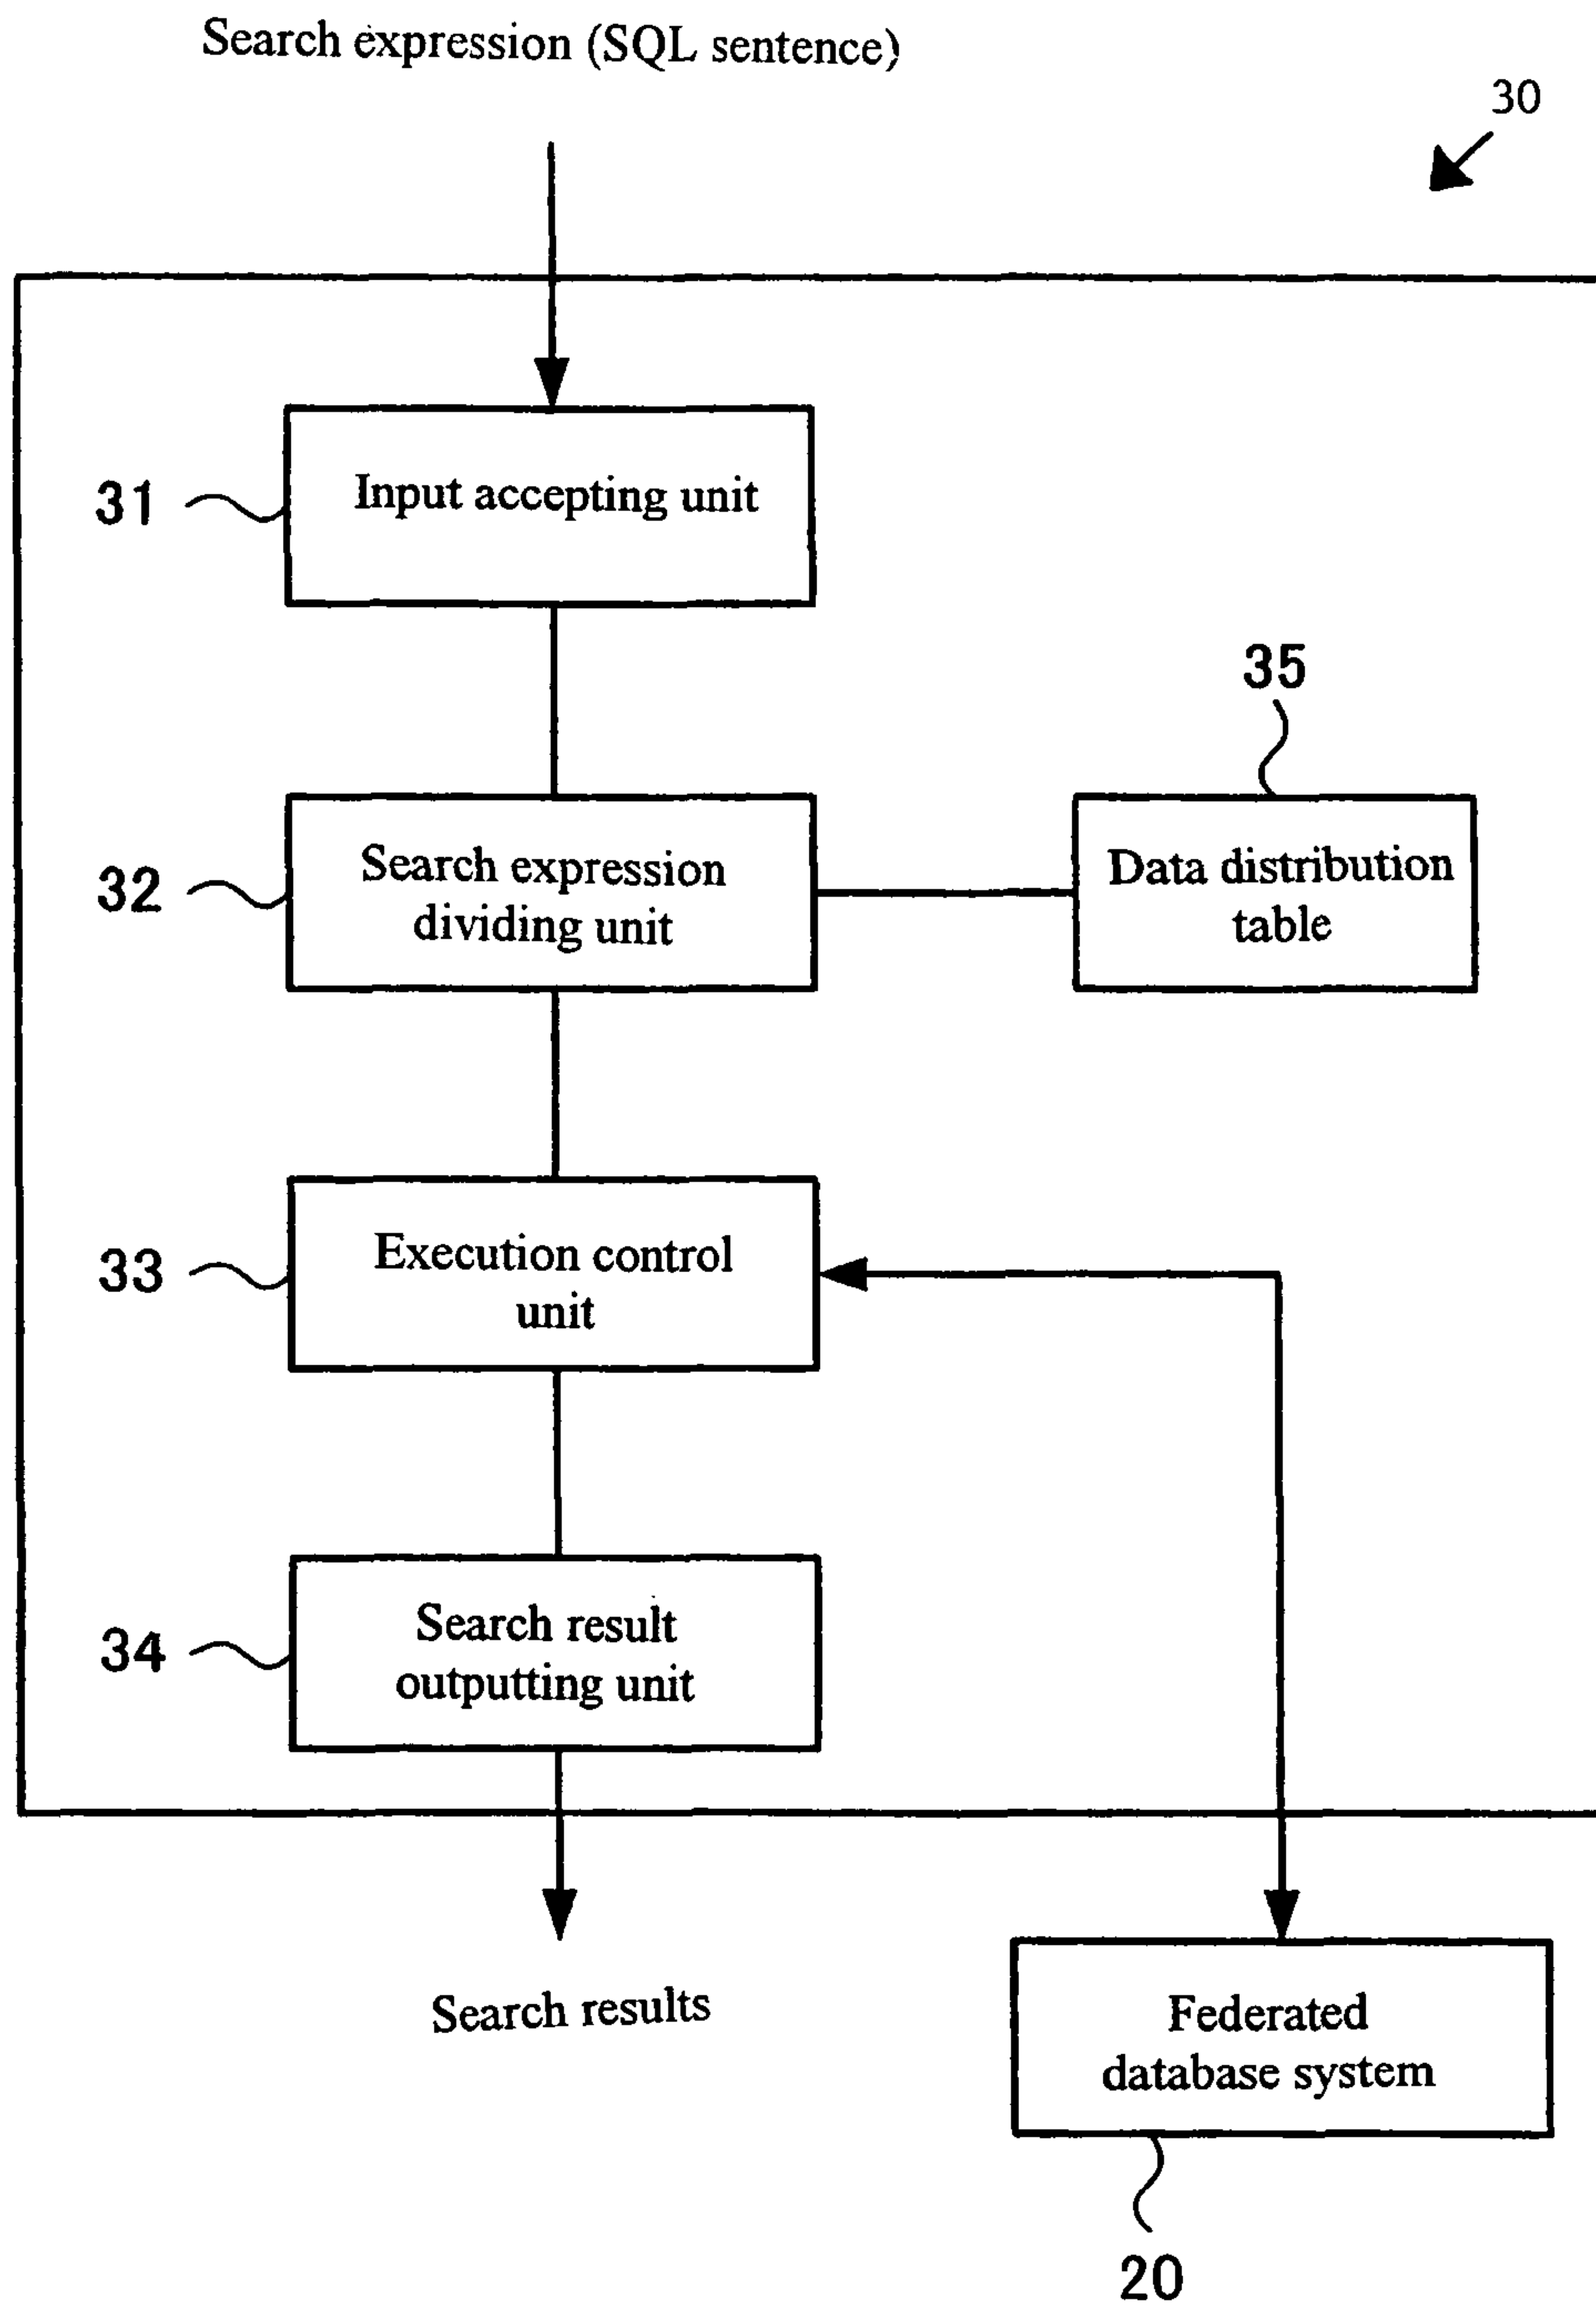 Search expression (SQL sentence)
30
31
Input accepting unit
35
32
Search expression
dividing unit
Data distribution
table
33
Execution control
unit
34
Search result
outputting unit
Search results
Federated
database system
20